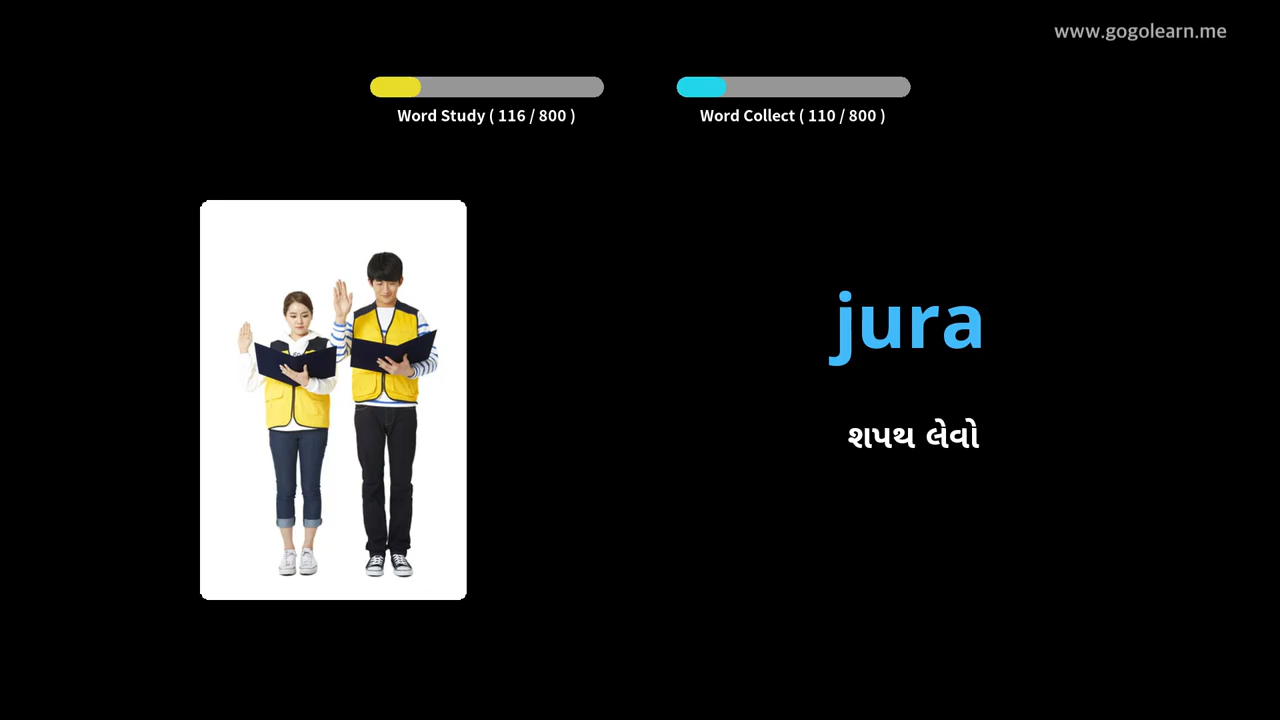 www.gogolearn.me
Word Study ( 116 / 800 )
Word Collect ( 110 / 800 )
jura
શપથ લેવો